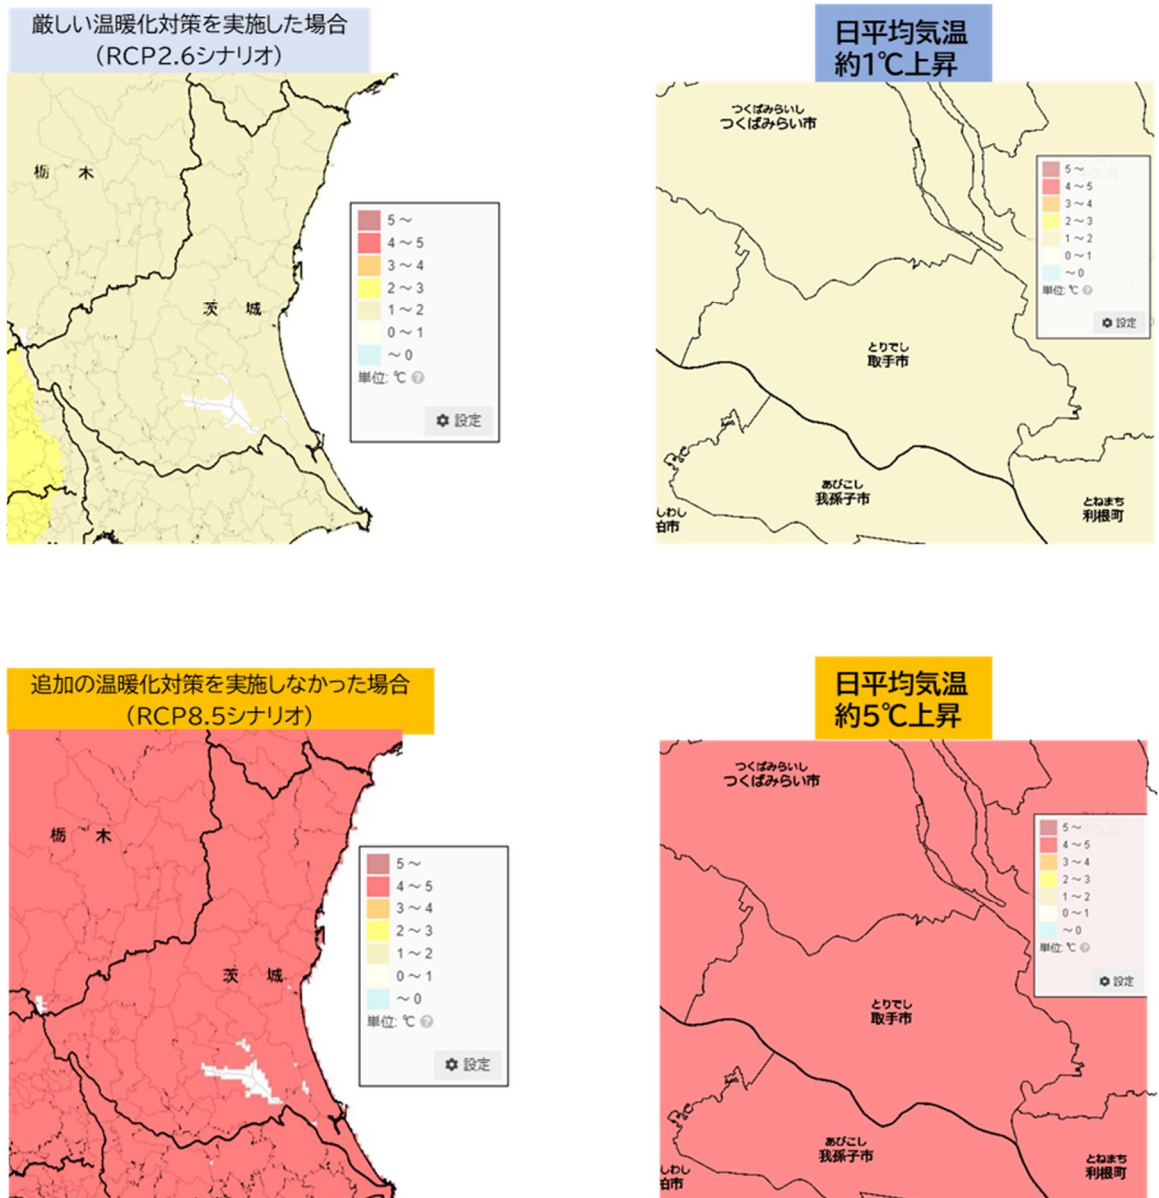 厳しい温暖化対策を実施した場合
（RCP2.6シナリオ）
栃　木
茨　城
5～
4～5
3～4
2～3
1～2
0～1
～0
単位: ℃
設定
日平均気温
約1℃上昇
つくばみらいし
つくばみらい市
とりでし
取手市
あびこし
我孫子市
しわし
柏市
とねまち
利根町
5～
4～5
3～4
2～3
1～2
0～1
～0
単位: ℃
設定
追加の温暖化対策を実施しなかった場合
（RCP8.5シナリオ）
栃　木
茨　城
5～
4～5
3～4
2～3
1～2
0～1
～0
単位: ℃
設定
日平均気温
約5℃上昇
つくばみらいし
つくばみらい市
とりでし
取手市
あびこし
我孫子市
しわし
柏市
とねまち
利根町
5～
4～5
3～4
2～3
1～2
0～1
～0
単位: ℃
設定